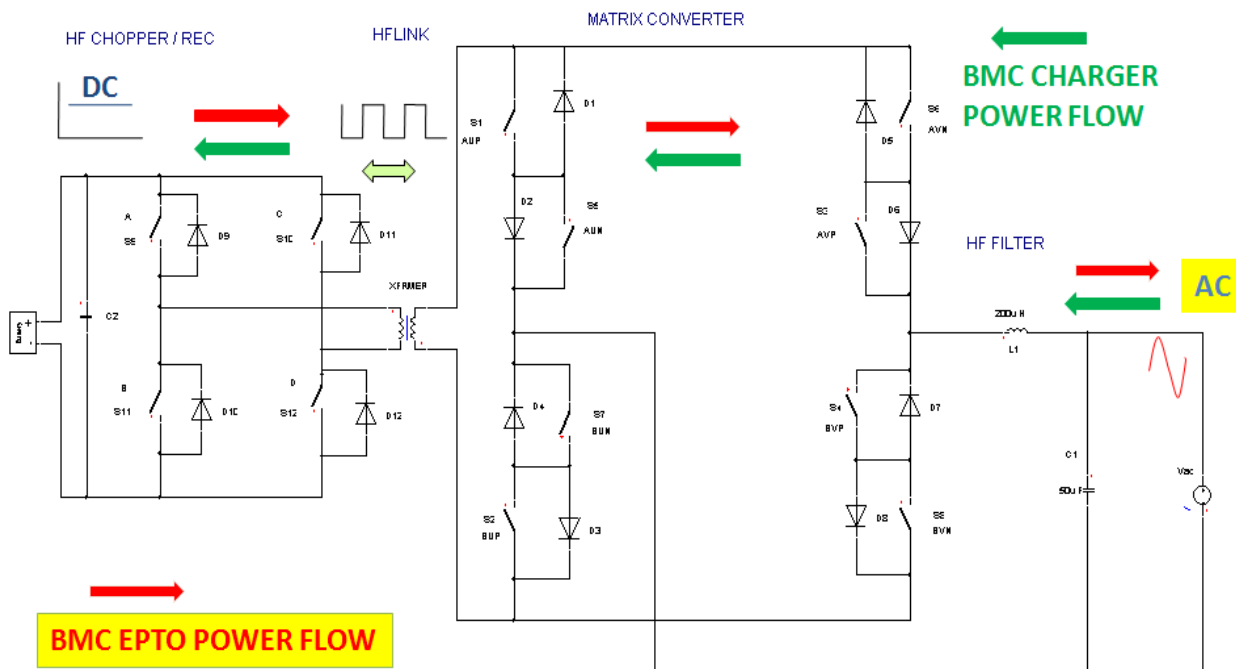 MATRIX CONVERTER
HF CHOPPER / REC
HFLINK
DC
BMC CHARGER
POWER FLOW
D1
S1
AUP
S6
AVN
D5
D2
S5
AUN
S3
AVP
D6
A
S9
D9
C
S10
D11
HF FILTER
AC
XFRMER
C2
200uH
L1
B
S11
D10
D
S12
D12
D4
S7
BUN
S4
BVP
D7
C1
50uF
Vac
S2
BUP
D3
D8
S8
BVN
BMC EPTO POWER FLOW